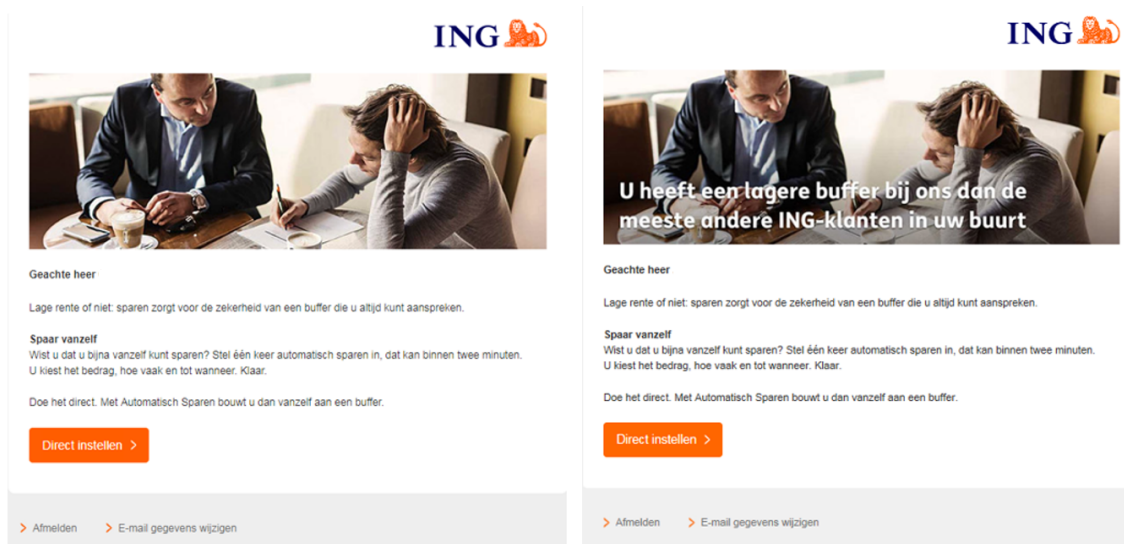 ING
Geachte heer
Lage rente of niet: sparen zorgt voor de zekerheid van een buffer die u altijd kunt aanspreken.
Spaar vanzelf
Wist u dat u bijna vanzelf kunt sparen? Stel één keer automatisch sparen in, dat kan binnen twee minuten.
U kiest het bedrag, hoe vaak en tot wanneer. Klaar.
Doe het direct. Met Automatisch Sparen bouwt u dan vanzelf aan een buffer.
Direct instellen >
> Afmelden > E-mail gegevens wijzigen
ING
U heeft een lagere buffer bij ons dan de
meeste andere ING-klanten in uw buurt
Geachte heer
Lage rente of niet: sparen zorgt voor de zekerheid van een buffer die u altijd kunt aanspreken.
Spaar vanzelf
Wist u dat u bijna vanzelf kunt sparen? Stel één keer automatisch sparen in, dat kan binnen twee minuten.
U kiest het bedrag, hoe vaak en tot wanneer. Klaar.
Doe het direct. Met Automatisch Sparen bouwt u dan vanzelf aan een buffer.
Direct instellen >
> Afmelden > E-mail gegevens wijzigen